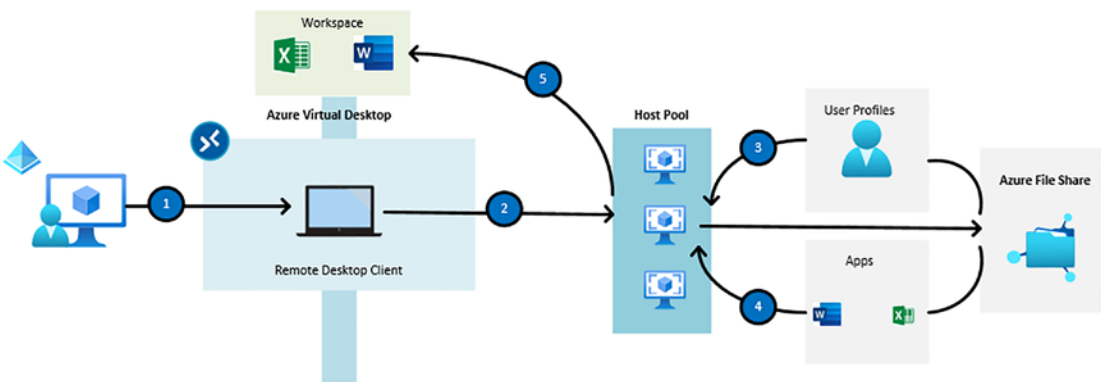 Workspace
X
W
5
Azure Virtual Desktop
Host Pool
User Profiles
3
Azure File Share
1
2
Remote Desktop Client
Apps
4
W
X